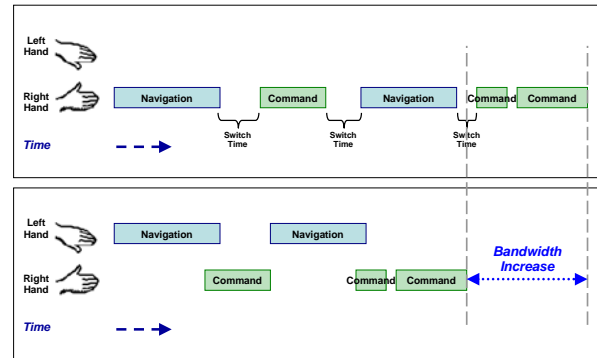 Left
Hand
Right
Hand
Navigation Command Navigation Command Command
Switch
Time
Switch
Time
Switch
Time
Time
Left
Hand
Navigation Navigation
Bandwidth
Increase
Right
Hand
Command Command Command
Time